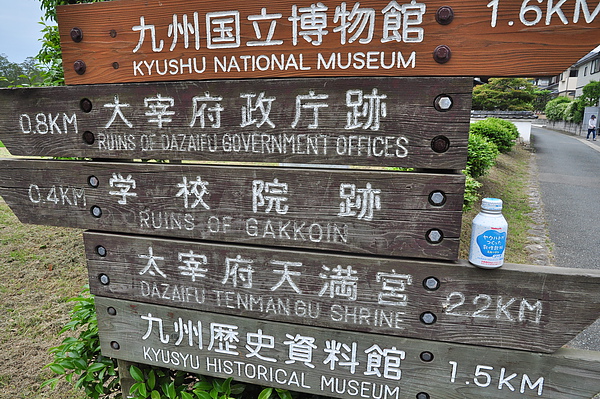 九州国立博物館 1.6KM
KYUSHU NATIONAL MUSEUM
0.8KM 大宰府政庁跡
RUINS OF DAZAIFU GOVERNMENT OFFICES
0.4KM 学校院跡
RUINS OF GAKKOIN
太宰府天満宮 2.2KM
DAZAIFU TENMANGU SHRINE
九州歴史資料館 1.5KM
KYUSYU HISTORICAL MUSEUM